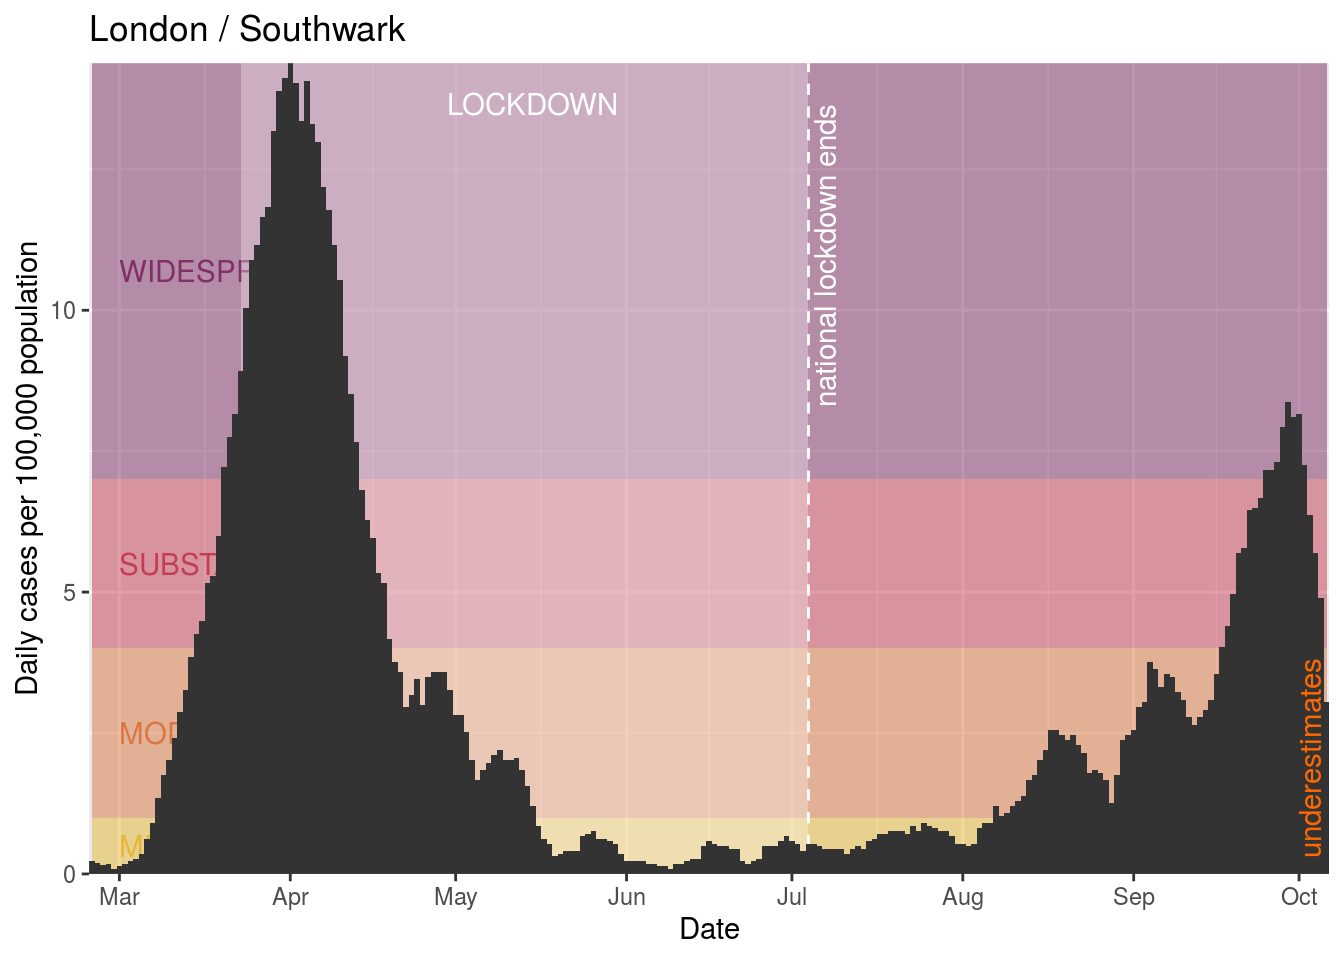 London / Southwark
LOCKDOWN
national lockdown ends
WIDESPR
SUBST
MOD
M
underestimates
Daily cases per 100,000 population
10
5
0
Mar Apr May Jun Jul Aug Sep Oct
Date